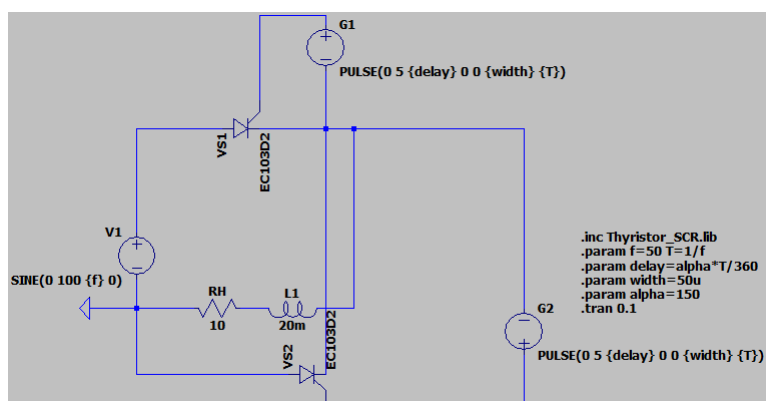 G1
PULSE(0 5 {delay} 0 0 {width} {T})
VS1
EC103D2
V1
SINE(0 100 {f} 0)
RH
10
L1
20m
VS2
EC103D2
.inc Thyristor_SCR.lib
.param f=50 T=1/f
.param delay=alpha*T/360
.param width=50u
.param alpha=150
.tran 0.1
G2
PULSE(0 5 {delay} 0 0 {width} {T})